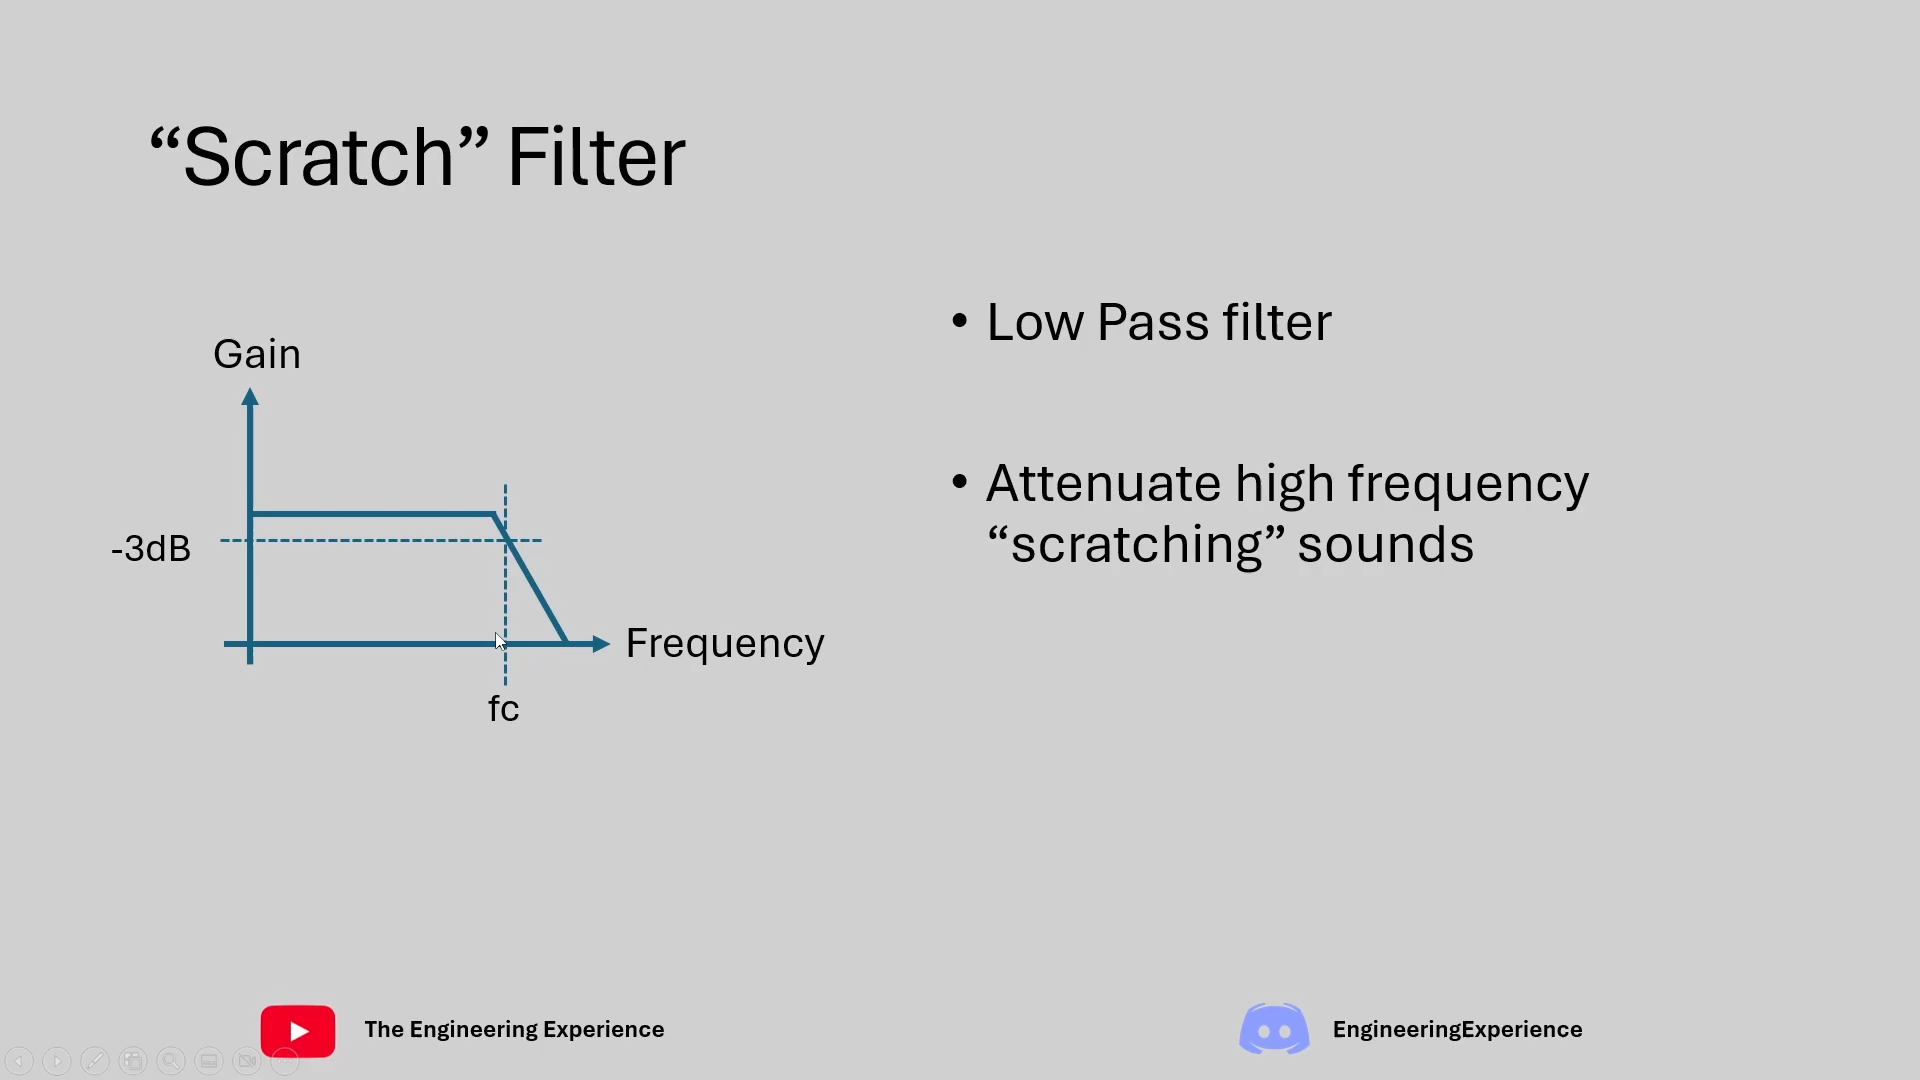 “Scratch” Filter
Gain
-3dB
Frequency
fc
• Low Pass filter
• Attenuate high frequency
“scratching” sounds
The Engineering Experience
EngineeringExperience